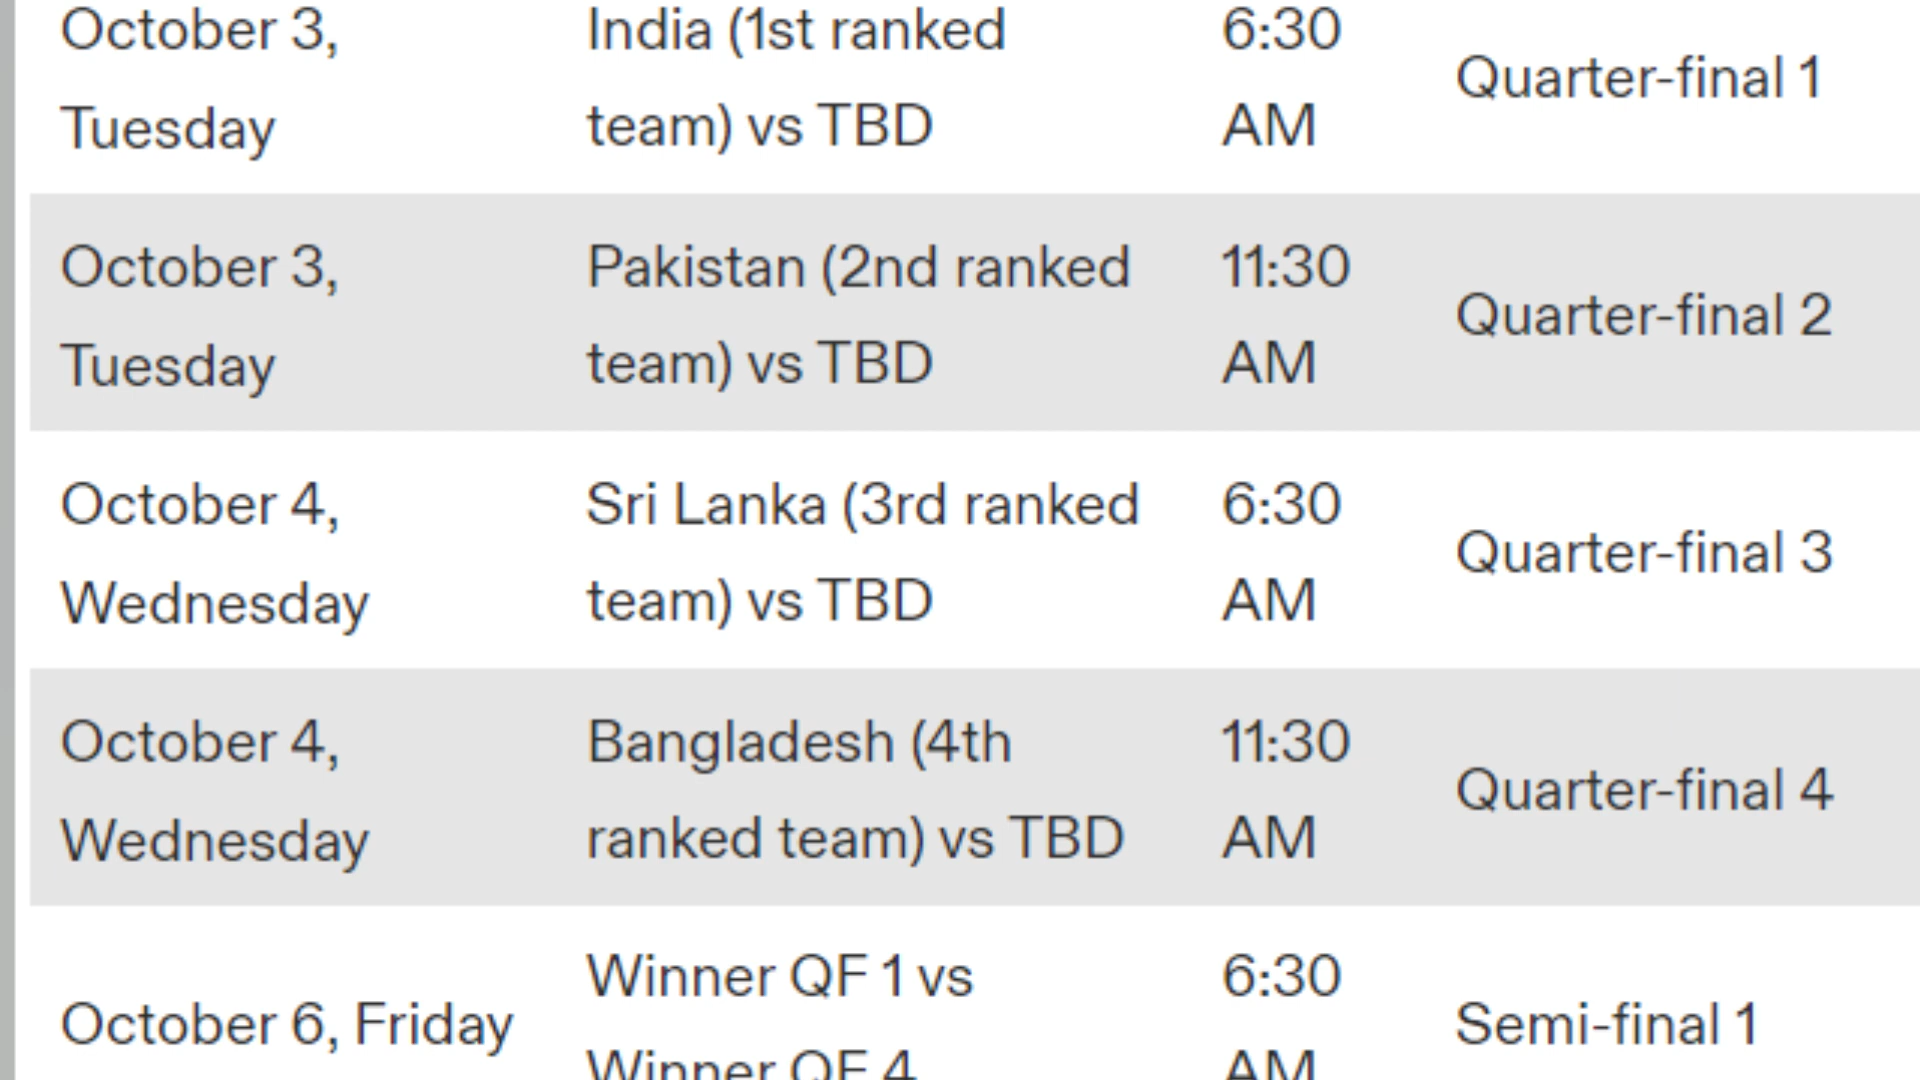 October 3,
Tuesday
India (1st ranked
team) vs TBD
6:30
AM
Quarter-final 1
October 3,
Tuesday
Pakistan (2nd ranked
team) vs TBD
11:30
AM
Quarter-final 2
October 4,
Wednesday
Sri Lanka (3rd ranked
team) vs TBD
6:30
AM
Quarter-final 3
October 4,
Wednesday
Bangladesh (4th
ranked team) vs TBD
11:30
AM
Quarter-final 4
October 6, Friday
Winner QF 1 vs
Winner QF 4
6:30
AM
Semi-final 1